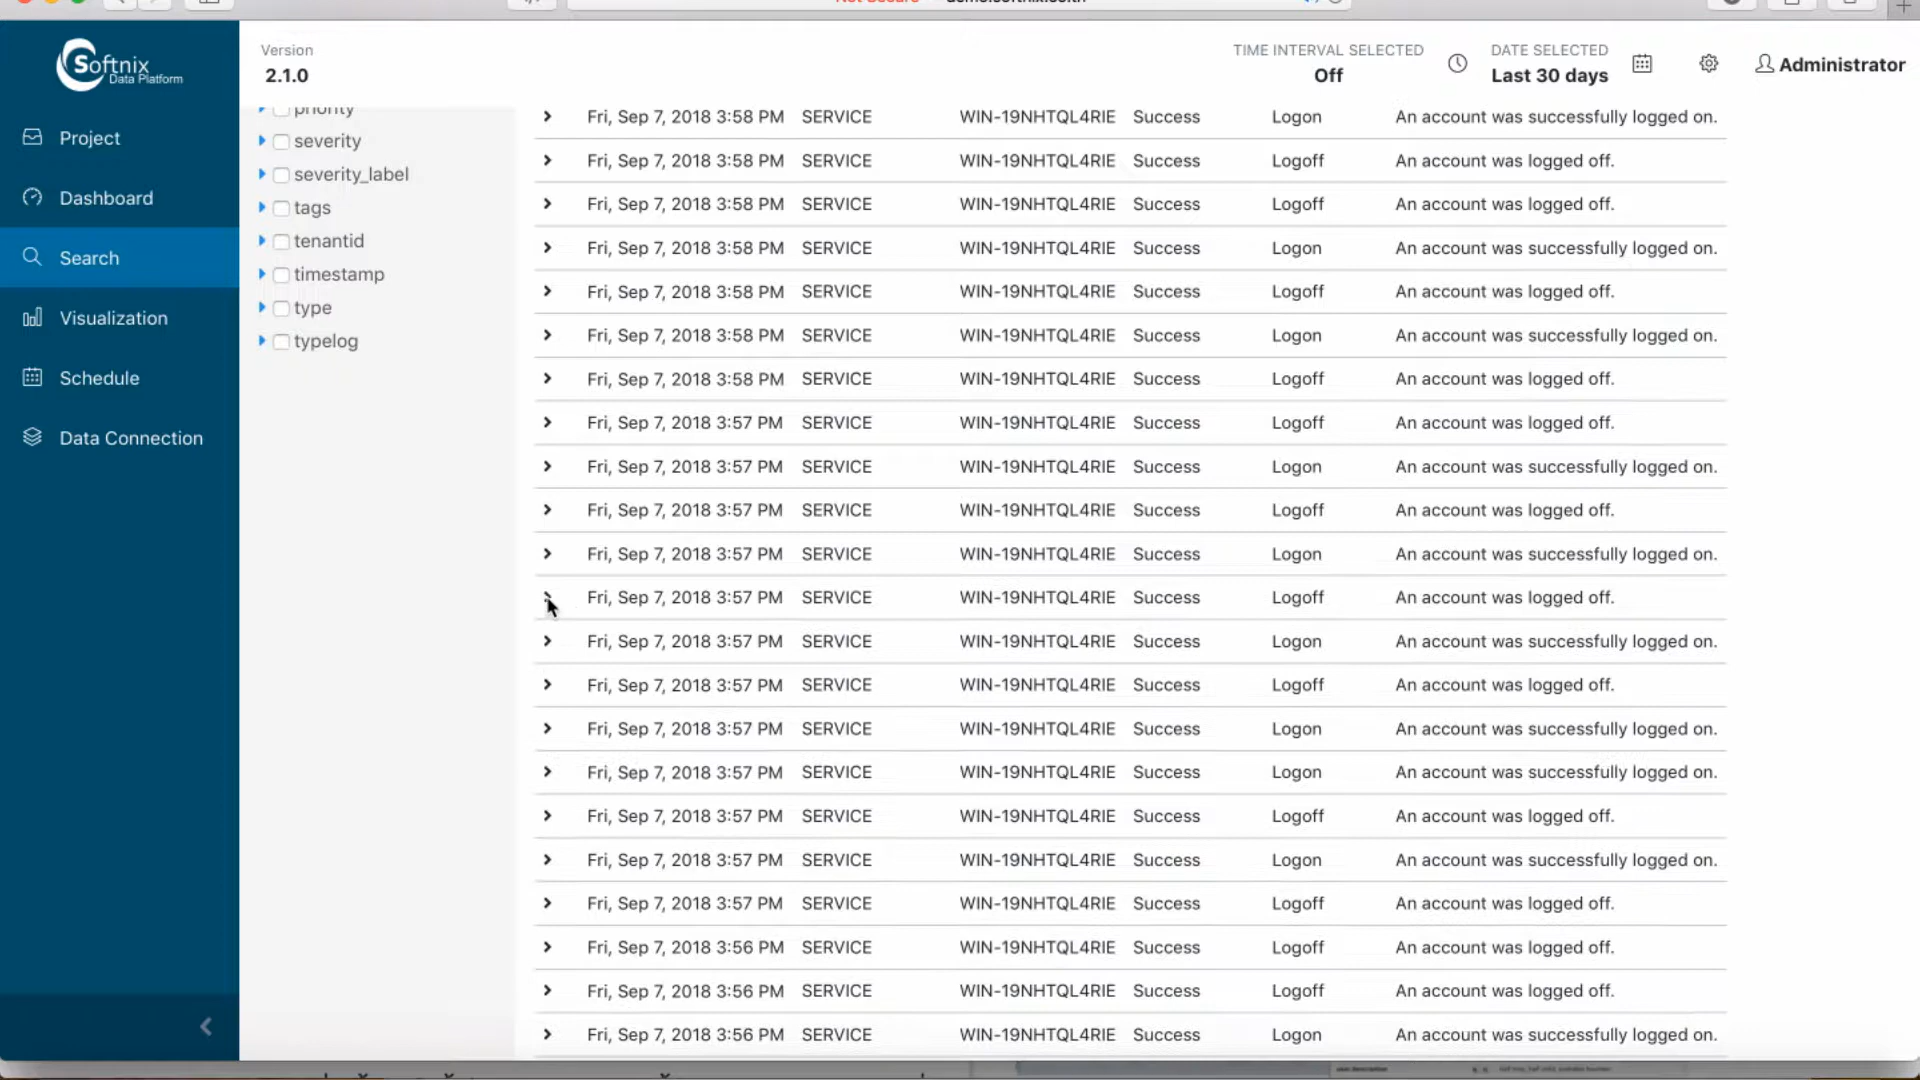 Softnix
Data Platform
Project
Dashboard
Search
Visualization
Schedule
Data Connection
Version
2.1.0
TIME INTERVAL SELECTED
Off
DATE SELECTED
Last 30 days
Administrator
priority
severity
severity_label
tags
tenantid
timestamp
type
typelog
Fri, Sep 7, 2018 3:58 PM SERVICE WIN-19NHTQL4RIE Success Logon An account was successfully logged on.
Fri, Sep 7, 2018 3:58 PM SERVICE WIN-19NHTQL4RIE Success Logoff An account was logged off.
Fri, Sep 7, 2018 3:58 PM SERVICE WIN-19NHTQL4RIE Success Logoff An account was logged off.
Fri, Sep 7, 2018 3:58 PM SERVICE WIN-19NHTQL4RIE Success Logon An account was successfully logged on.
Fri, Sep 7, 2018 3:58 PM SERVICE WIN-19NHTQL4RIE Success Logoff An account was logged off.
Fri, Sep 7, 2018 3:58 PM SERVICE WIN-19NHTQL4RIE Success Logon An account was successfully logged on.
Fri, Sep 7, 2018 3:58 PM SERVICE WIN-19NHTQL4RIE Success Logoff An account was logged off.
Fri, Sep 7, 2018 3:57 PM SERVICE WIN-19NHTQL4RIE Success Logoff An account was logged off.
Fri, Sep 7, 2018 3:57 PM SERVICE WIN-19NHTQL4RIE Success Logon An account was successfully logged on.
Fri, Sep 7, 2018 3:57 PM SERVICE WIN-19NHTQL4RIE Success Logoff An account was logged off.
Fri, Sep 7, 2018 3:57 PM SERVICE WIN-19NHTQL4RIE Success Logon An account was successfully logged on.
Fri, Sep 7, 2018 3:57 PM SERVICE WIN-19NHTQL4RIE Success Logoff An account was logged off.
Fri, Sep 7, 2018 3:57 PM SERVICE WIN-19NHTQL4RIE Success Logon An account was successfully logged on.
Fri, Sep 7, 2018 3:57 PM SERVICE WIN-19NHTQL4RIE Success Logoff An account was logged off.
Fri, Sep 7, 2018 3:57 PM SERVICE WIN-19NHTQL4RIE Success Logon An account was successfully logged on.
Fri, Sep 7, 2018 3:57 PM SERVICE WIN-19NHTQL4RIE Success Logon An account was successfully logged on.
Fri, Sep 7, 2018 3:57 PM SERVICE WIN-19NHTQL4RIE Success Logoff An account was logged off.
Fri, Sep 7, 2018 3:57 PM SERVICE WIN-19NHTQL4RIE Success Logon An account was successfully logged on.
Fri, Sep 7, 2018 3:57 PM SERVICE WIN-19NHTQL4RIE Success Logoff An account was logged off.
Fri, Sep 7, 2018 3:56 PM SERVICE WIN-19NHTQL4RIE Success Logoff An account was logged off.
Fri, Sep 7, 2018 3:56 PM SERVICE WIN-19NHTQL4RIE Success Logoff An account was logged off.
Fri, Sep 7, 2018 3:56 PM SERVICE WIN-19NHTQL4RIE Success Logon An account was successfully logged on.